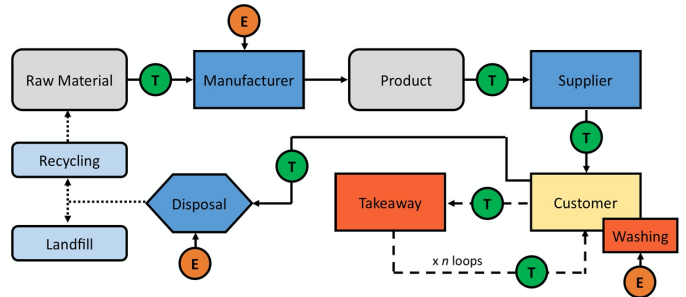 E
Raw Material
T
Manufacturer
Product
T
Supplier
T
Recycling
T
Disposal
Takeaway
T
Customer
Landfill
Washing
E
x n loops
T
E